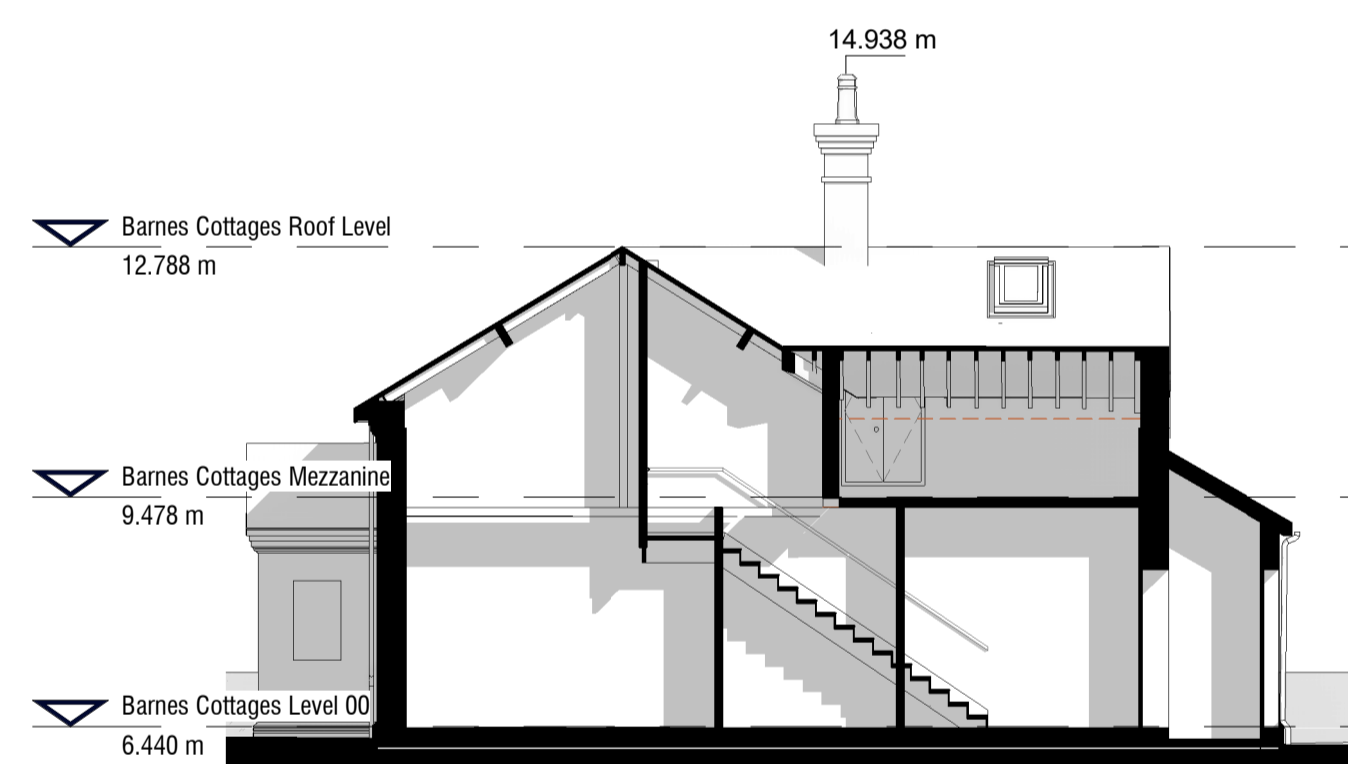 14.938 m
Barnes Cottages Roof Level
12.788 m
Barnes Cottages Mezzanine
9.478 m
Barnes Cottages Level 00
6.440 m